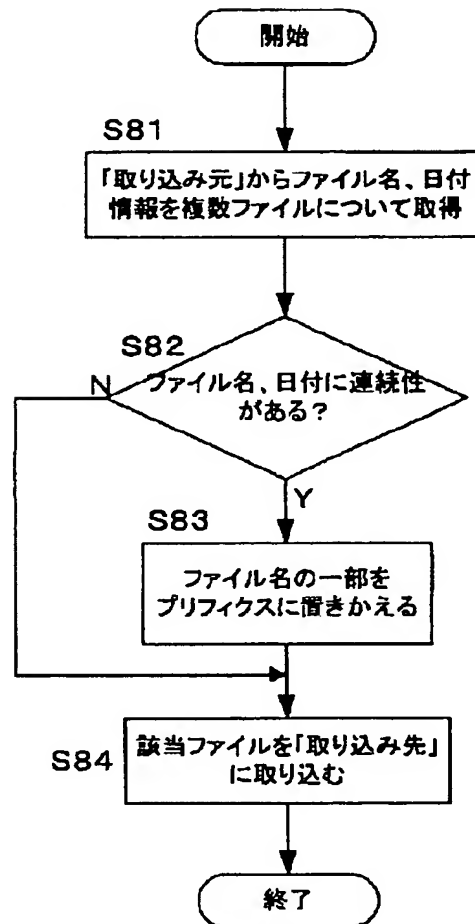 開始
S81
「取り込み元」からファイル名、日付
情報を複数ファイルについて取得
S82
N
ファイル名、日付に連続性
がある?
Y
S83
ファイル名の一部を
プリフィクスに置きかえる
S84
該当ファイルを「取り込み先」
に取り込む
終了